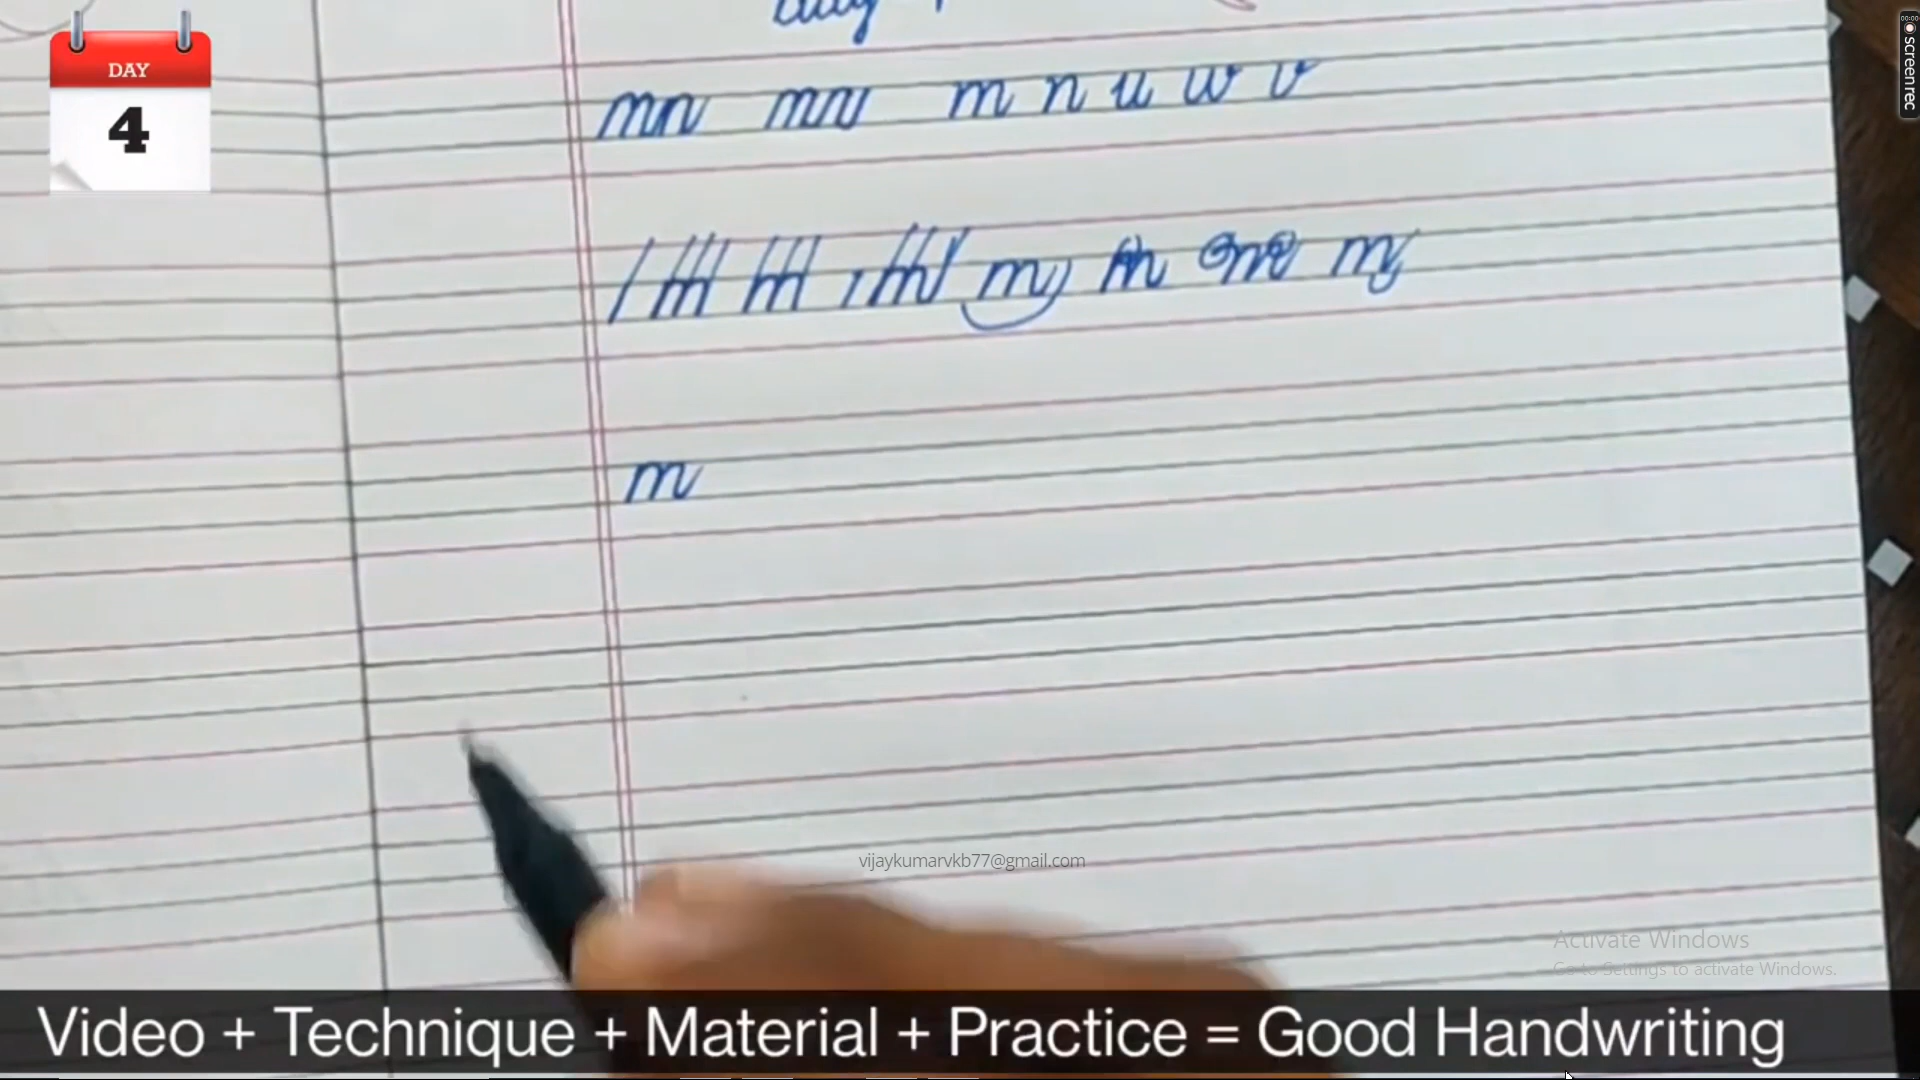 DAY
4
mn mn m n u w v
m
vijaykumarvkb77@gmail.com
Activate Windows
Go to Settings to activate Windows.
Video + Technique + Material + Practice = Good Handwriting
screenrec